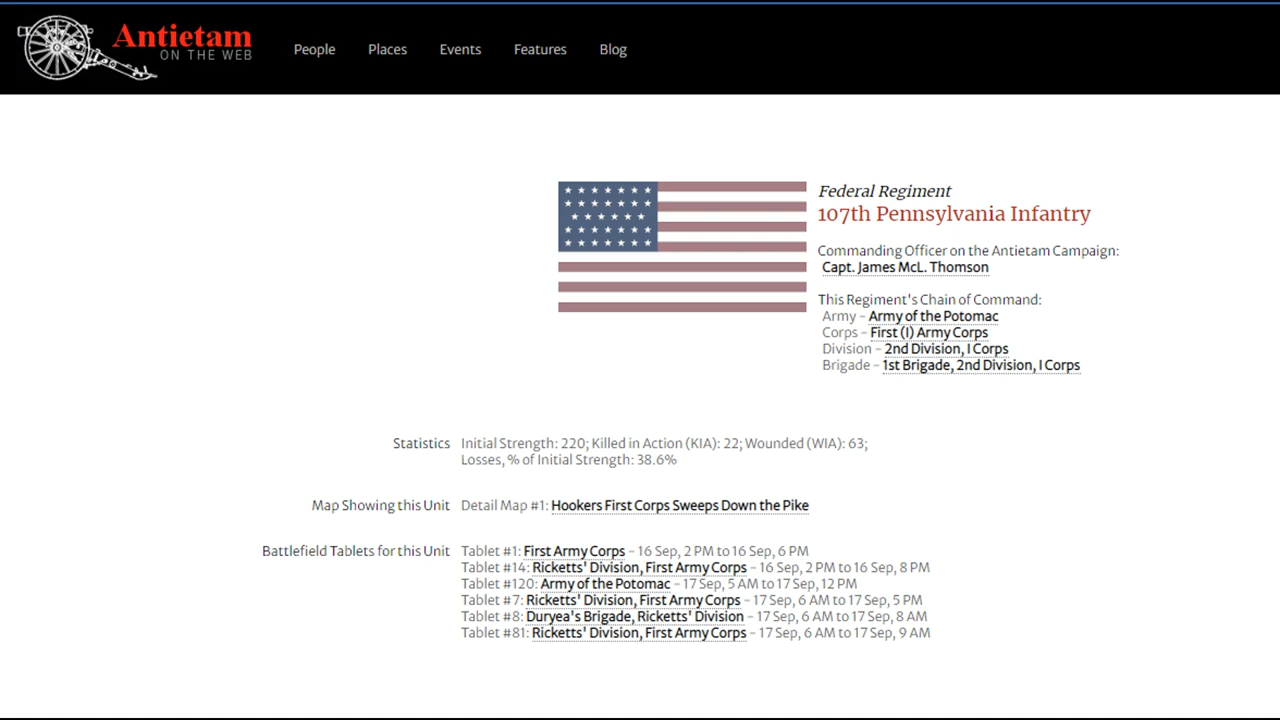 Antietam
ON THE WEB
People
Places
Events
Features
Blog
Federal Regiment
107th Pennsylvania Infantry
Commanding Officer on the Antietam Campaign:
Capt. James McL. Thomson
This Regiment's Chain of Command:
Army - Army of the Potomac
Corps - First (I) Army Corps
Division - 2nd Division, I Corps
Brigade - 1st Brigade, 2nd Division, I Corps
Statistics Initial Strength: 220; Killed in Action (KIA): 22; Wounded (WIA): 63;
Losses, % of Initial Strength: 38.6%
Map Showing this Unit Detail Map #1: Hookers First Corps Sweeps Down the Pike
Battlefield Tablets for this Unit Tablet #1: First Army Corps - 16 Sep, 2 PM to 16 Sep, 6 PM
Tablet #14: Ricketts' Division, First Army Corps - 16 Sep, 2 PM to 16 Sep, 8 PM
Tablet #120: Army of the Potomac - 17 Sep, 5 AM to 17 Sep, 12 PM
Tablet #7: Ricketts' Division, First Army Corps - 17 Sep, 6 AM to 17 Sep, 5 PM
Tablet #8: Duryea's Brigade, Ricketts' Division - 17 Sep, 6 AM to 17 Sep, 8 AM
Tablet #81: Ricketts' Division, First Army Corps - 17 Sep, 6 AM to 17 Sep, 9 AM